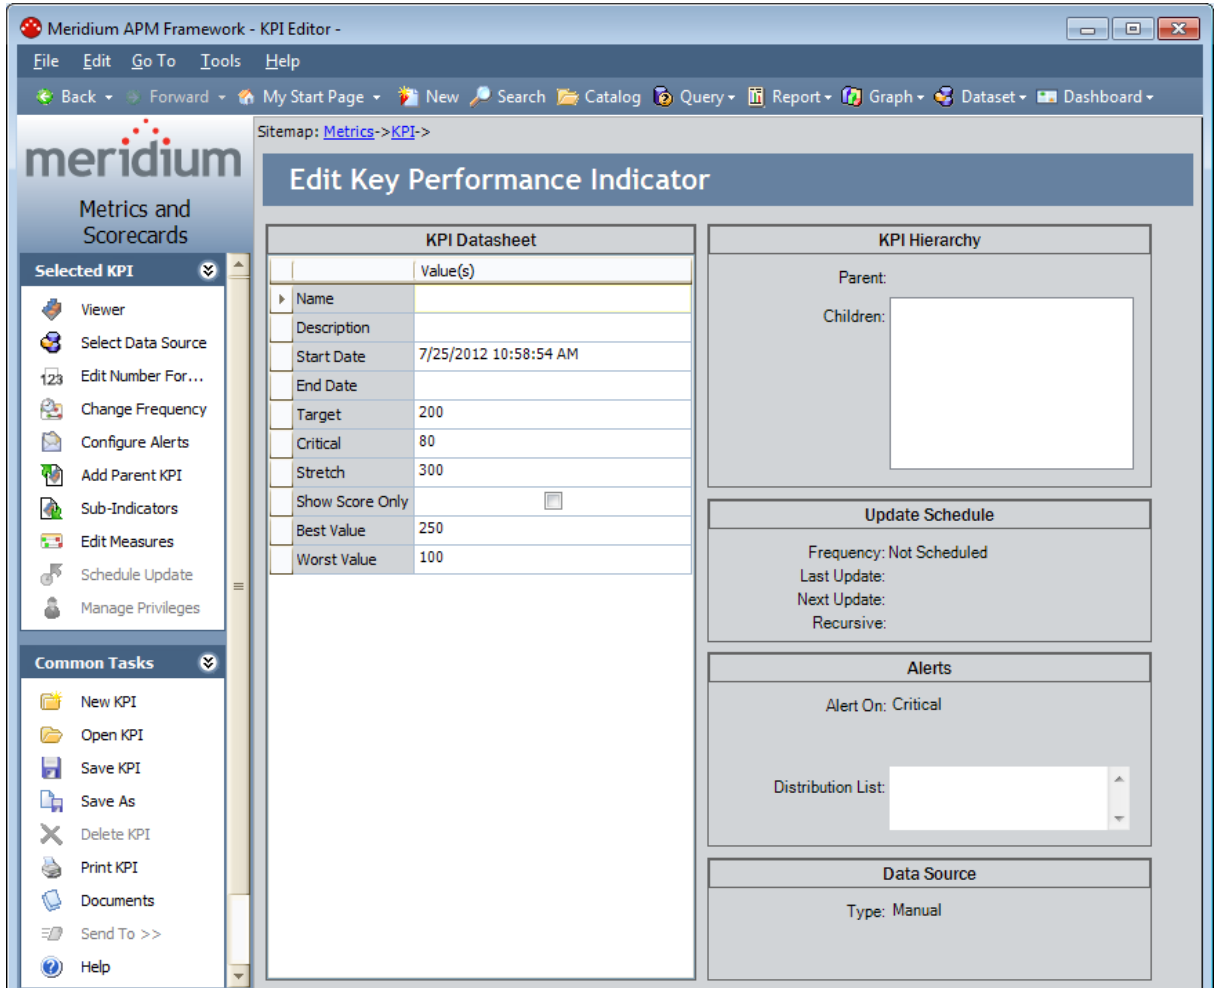 Meridium APM Framework - KPI Editor -
File Edit Go To Tools Help
Back Forward My Start Page New Search Catalog Query Report Graph Dataset Dashboard
meridium
Metrics and
Scorecards
Selected KPI
Viewer
Select Data Source
123 Edit Number For...
Change Frequency
Configure Alerts
Add Parent KPI
Sub-Indicators
Edit Measures
Schedule Update
Manage Privileges
Common Tasks
New KPI
Open KPI
Save KPI
Save As
Delete KPI
Print KPI
Documents
Send To >>
Help
Sitemap: Metrics->KPI->
Edit Key Performance Indicator
KPI Datasheet
Value(s)
Name
Description
Start Date 7/25/2012 10:58:54 AM
End Date
Target 200
Critical 80
Stretch 300
Show Score Only
Best Value 250
Worst Value 100
KPI Hierarchy
Parent:
Children:
Update Schedule
Frequency: Not Scheduled
Last Update:
Next Update:
Recursive:
Alerts
Alert On: Critical
Distribution List:
Data Source
Type: Manual